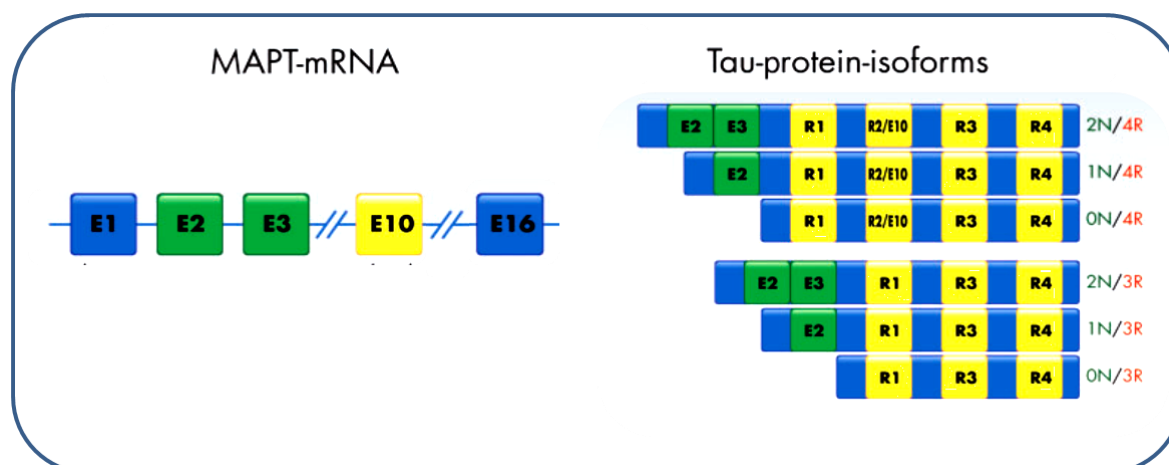 MAPT-mRNA
E1 E2 E3 E10 E16
Tau-protein-isoforms
E2 E3 R1 R2/E10 R3 R4 2N/4R
E2 R1 R2/E10 R3 R4 1N/4R
R1 R2/E10 R3 R4 0N/4R
E2 E3 R1 R3 R4 2N/3R
E2 R1 R3 R4 1N/3R
R1 R3 R4 0N/3R